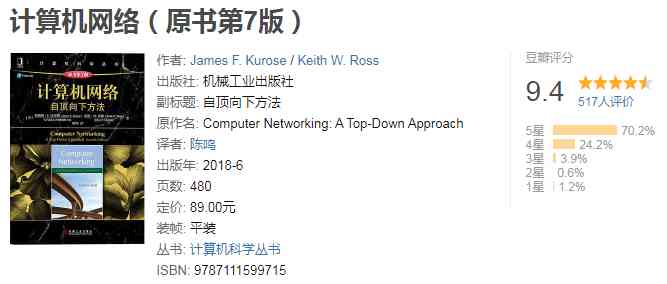 计算机网络（原书第7版）
计算机网络
自顶向下方法
Computer Networking
A Top-Down Approach
Computer
Networking
作者: James F. Kurose / Keith W. Ross
出版社: 机械工业出版社
副标题: 自顶向下方法
原作名: Computer Networking: A Top-Down Approach
译者: 陈鸣
出版年: 2018-6
页数: 480
定价: 89.00元
装帧: 平装
丛书: 计算机科学丛书
ISBN: 9787111599715
豆瓣评分
9.4
517人评价
5星 70.2%
4星 24.2%
3星 3.9%
2星 0.6%
1星 1.2%